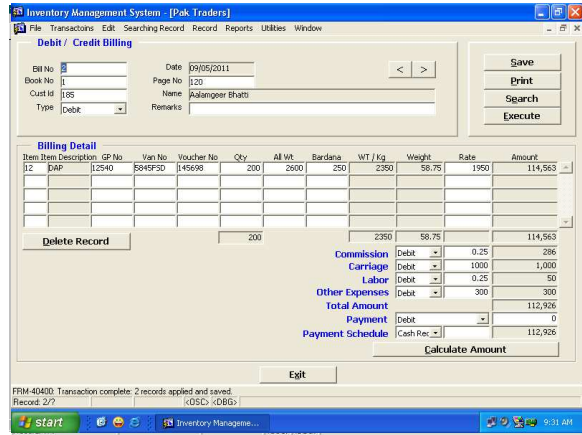 Inventory Management System - [Pak Traders]
File Transactoins Edit Searching Record Record Reports Utilities Window
Debit / Credit Billing
Bill No 2 Date 09/05/2011 < >
Book No 1 Page No 120
Cust Id 185 Name Aalamgeer Bhatti
Type Debit Remarks
Save
Print
Search
Execute
Billing Detail
Item Item Description GP No Van No Voucher No Qty All Wt Bardana WT / Kg Weight Rate Amount
12 DAP 12540 5845FSD 145698 200 2600 250 2350 58.75 1950 114,563
Delete Record 200 2350 58.75 114,563
Commission Debit 0.25 286
Carriage Debit 1000 1,000
Labor Debit 0.25 50
Other Expenses Debit 300 300
Total Amount 112,926
Payment Debit 0
Payment Schedule Cash Rec 112,926
Calculate Amount
Exit
FRM-40400: Transaction complete: 2 records applied and saved.
Record: 2/? <OSC> <DBG>
start Inventory Manageme... 9:31 AM